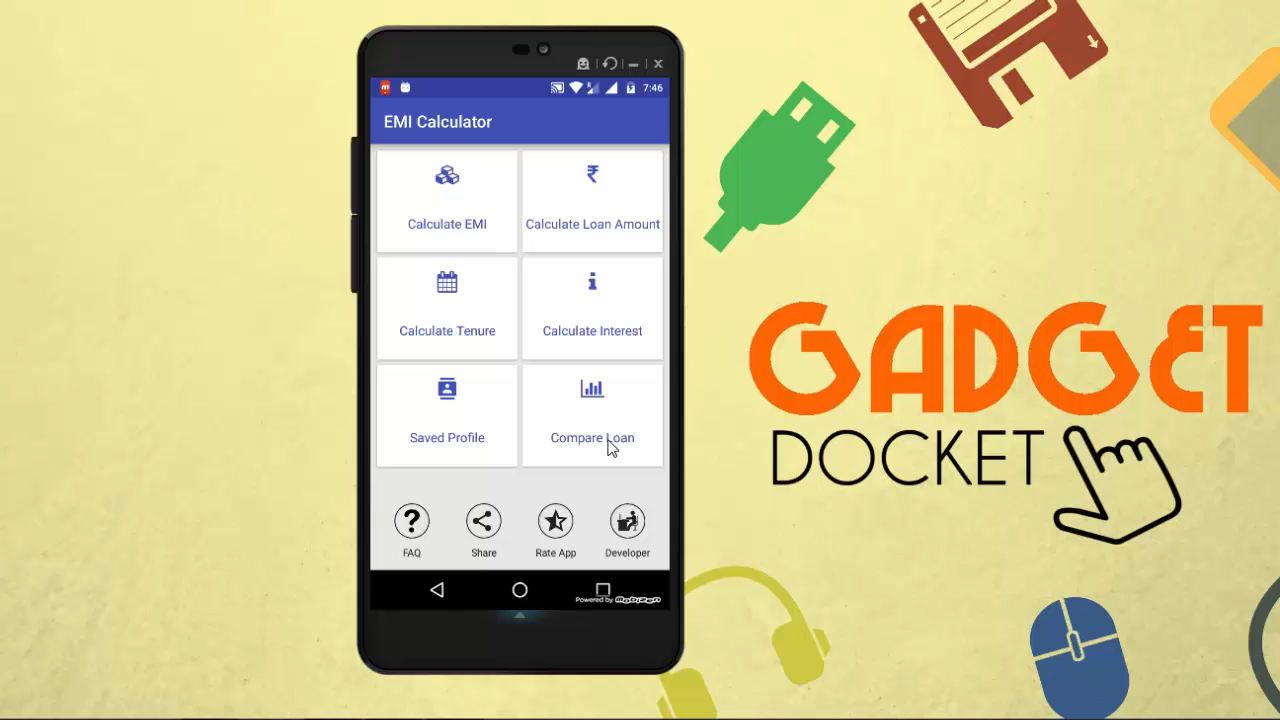 7:46
EMI Calculator
Calculate EMI
Calculate Loan Amount
Calculate Tenure
Calculate Interest
Saved Profile
Compare Loan
FAQ
Share
Rate App
Developer
Powered by mobizen
GADGET
DOCKET